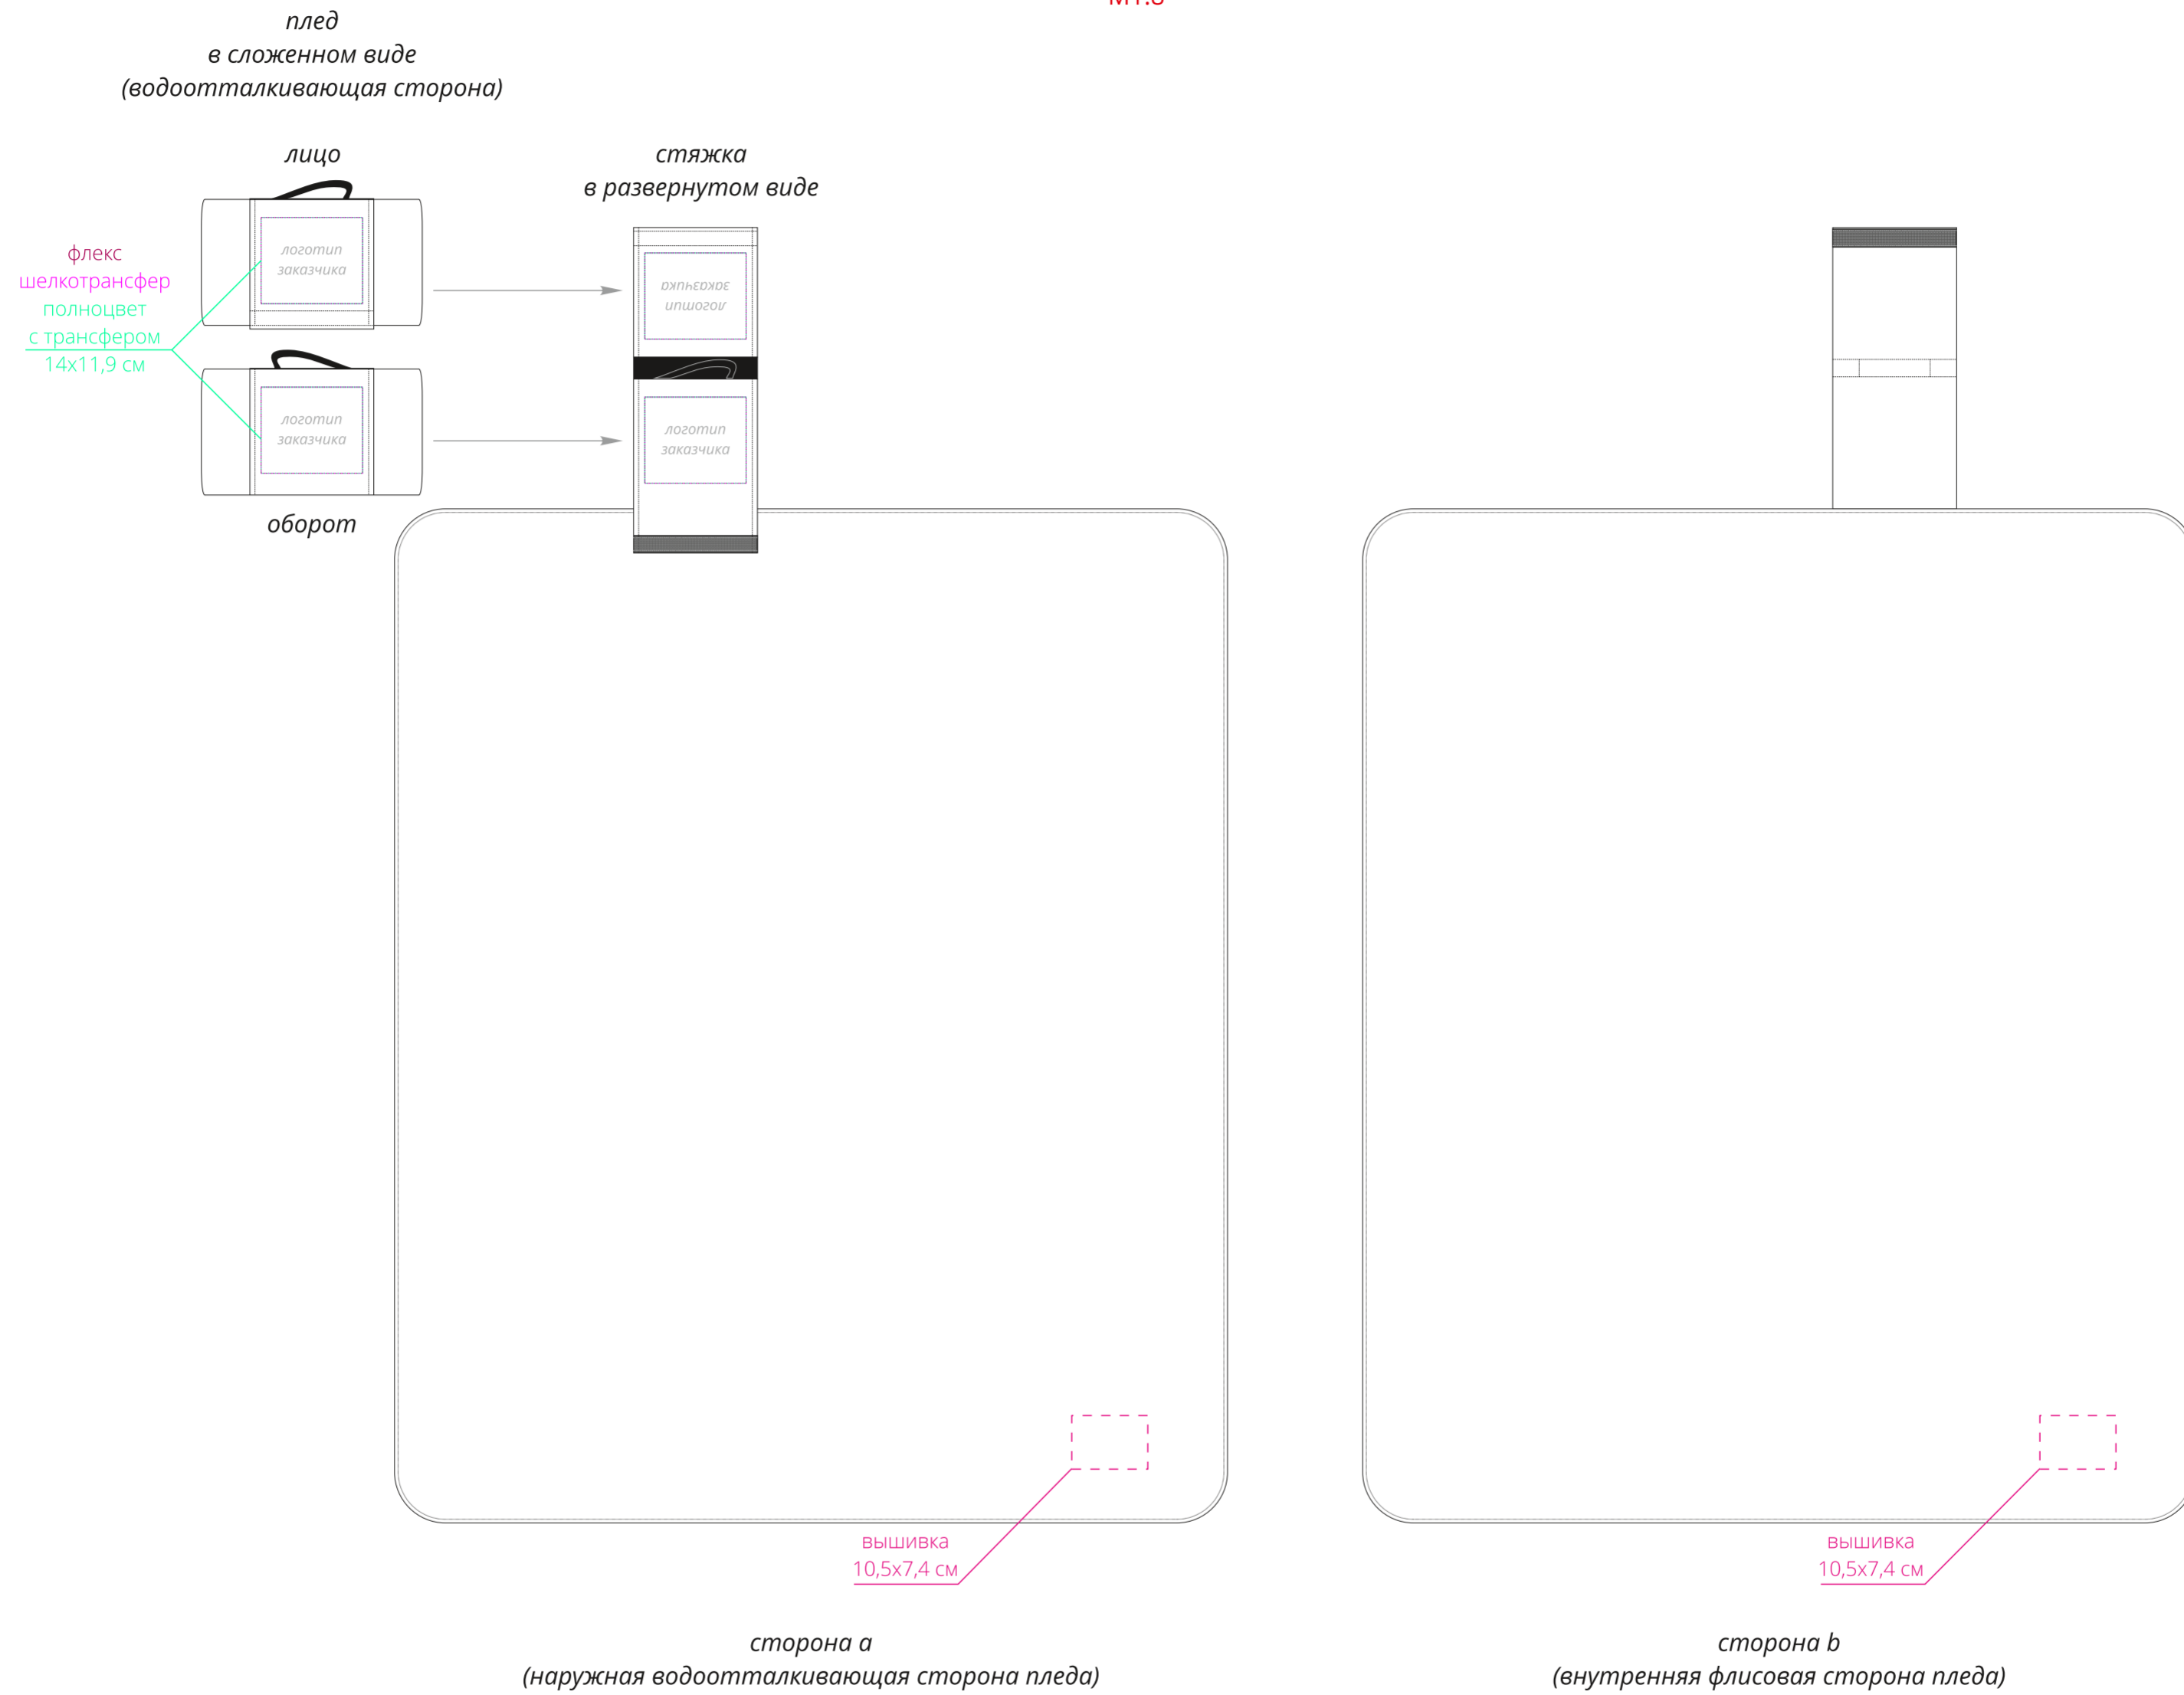 плед
в сложенном виде
(водоотталкивающая сторона)
лицо
стяжка
в развернутом виде
флекс
шелкотрансфер
полноцвет
с трансфером
14х11,9 см
логотип
заказчика
логотип
заказчика
логотип
заказчика
логотип
заказчика
оборот
вышивка
10,5х7,4 см
вышивка
10,5х7,4 см
сторона a
(наружная водоотталкивающая сторона пледа)
сторона b
(внутренняя флисовая сторона пледа)